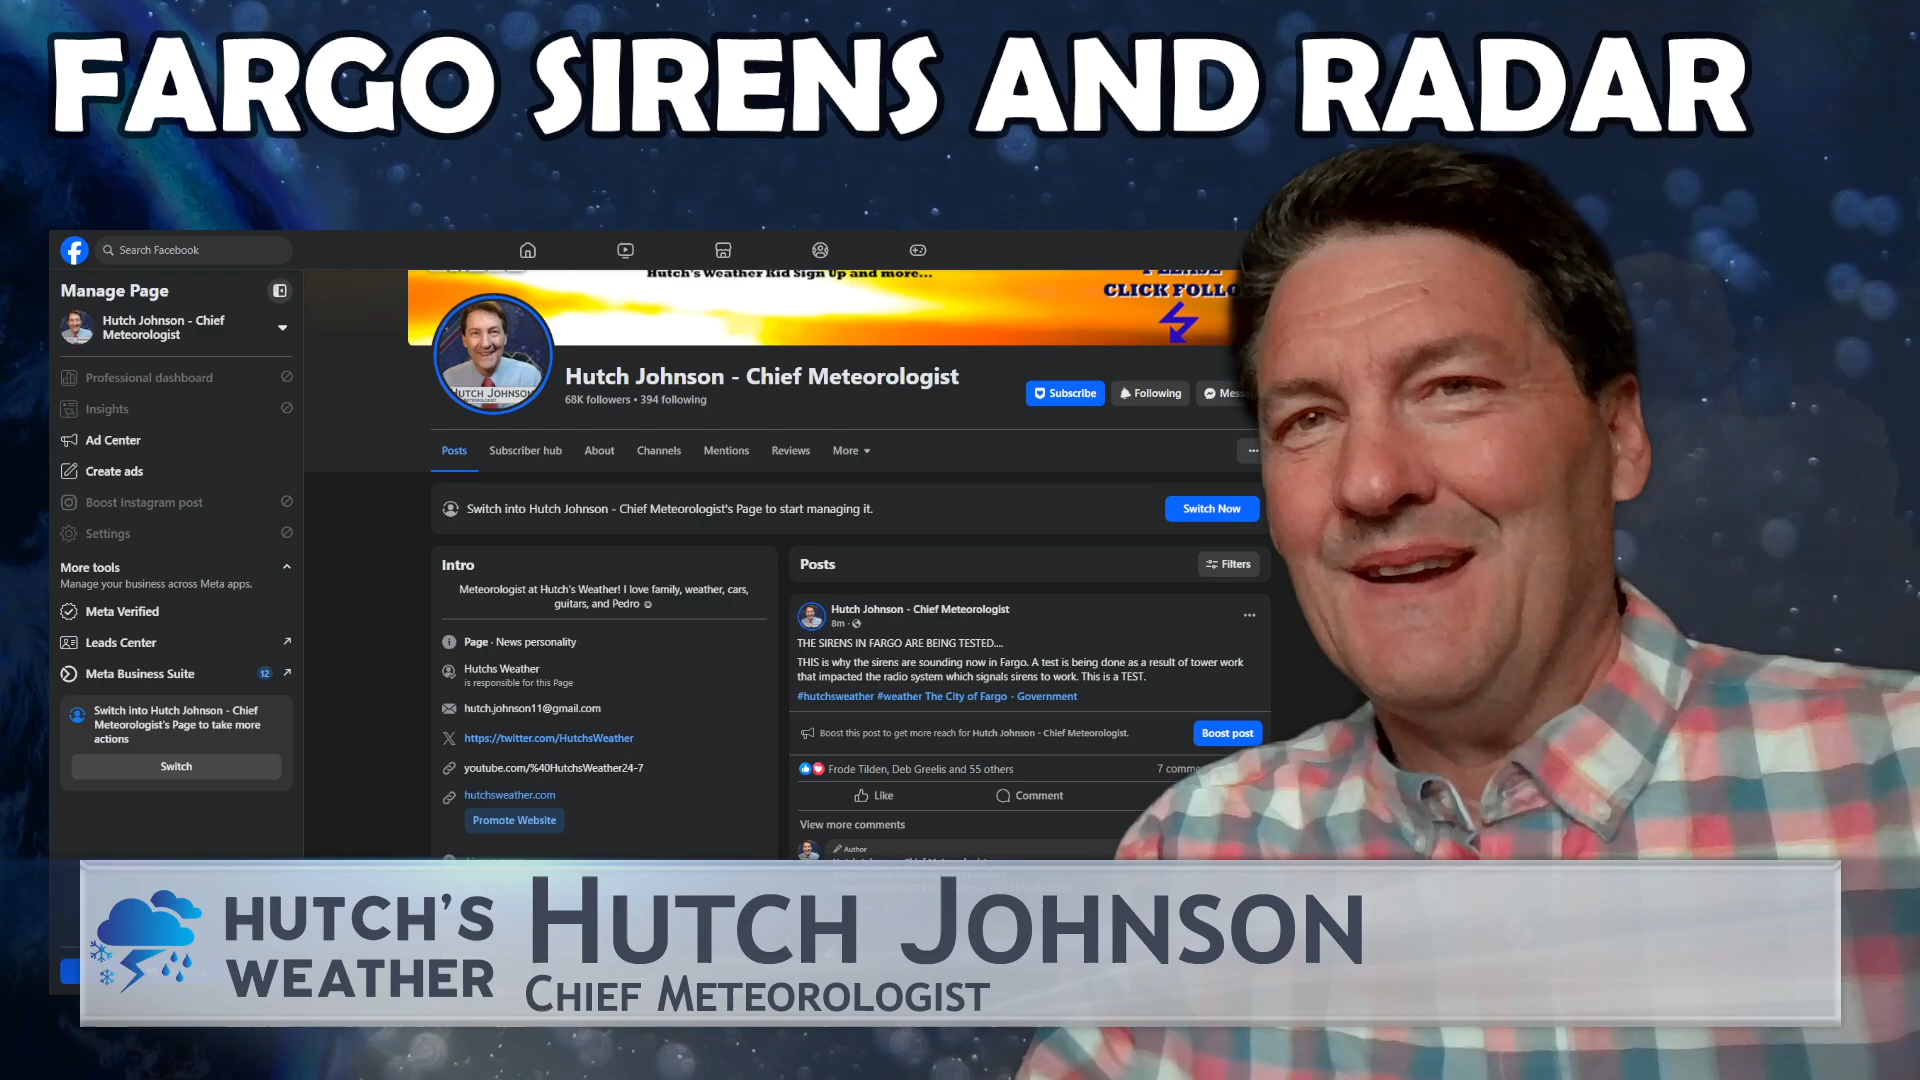 FARGO SIRENS AND RADAR
Search Facebook
Manage Page
Hutch Johnson - Chief
Meteorologist
Professional dashboard
Insights
Ad Center
Create ads
Boost Instagram post
Settings
More tools
Manage your business across Meta apps.
Meta Verified
Leads Center
Meta Business Suite
12
Switch into Hutch Johnson - Chief
Meteorologist's Page to take more
actions
Switch
Hutch's Weather Kid Sign Up and more...
PLEASE
CLICK FOLLO
HUTCH JOHNSON
METEOROLOGIST
Hutch Johnson - Chief Meteorologist
68K followers • 394 following
Subscribe
Following
Mess
Posts
Subscriber hub
About
Channels
Mentions
Reviews
More
Switch into Hutch Johnson - Chief Meteorologist's Page to start managing it.
Switch Now
Intro
Meteorologist at Hutch's Weather! I love family, weather, cars,
guitars, and Pedro ☺
Page · News personality
Hutchs Weather
is responsible for this Page
hutch.johnson11@gmail.com
https://twitter.com/HutchsWeather
youtube.com/%40HutchsWeather24-7
hutchsweather.com
Promote Website
Posts
Filters
Hutch Johnson - Chief Meteorologist
8m ·
THE SIRENS IN FARGO ARE BEING TESTED....
THIS is why the sirens are sounding now in Fargo. A test is being done as a result of tower work
that impacted the radio system which signals sirens to work. This is a TEST.
#hutchsweather #weather The City of Fargo - Government
Boost this post to get more reach for Hutch Johnson - Chief Meteorologist.
Boost post
Frode Tilden, Deb Greelis and 55 others
7 comme
Like
Comment
View more comments
Author
HUTCH'S
WEATHER
HUTCH JOHNSON
CHIEF METEOROLOGIST